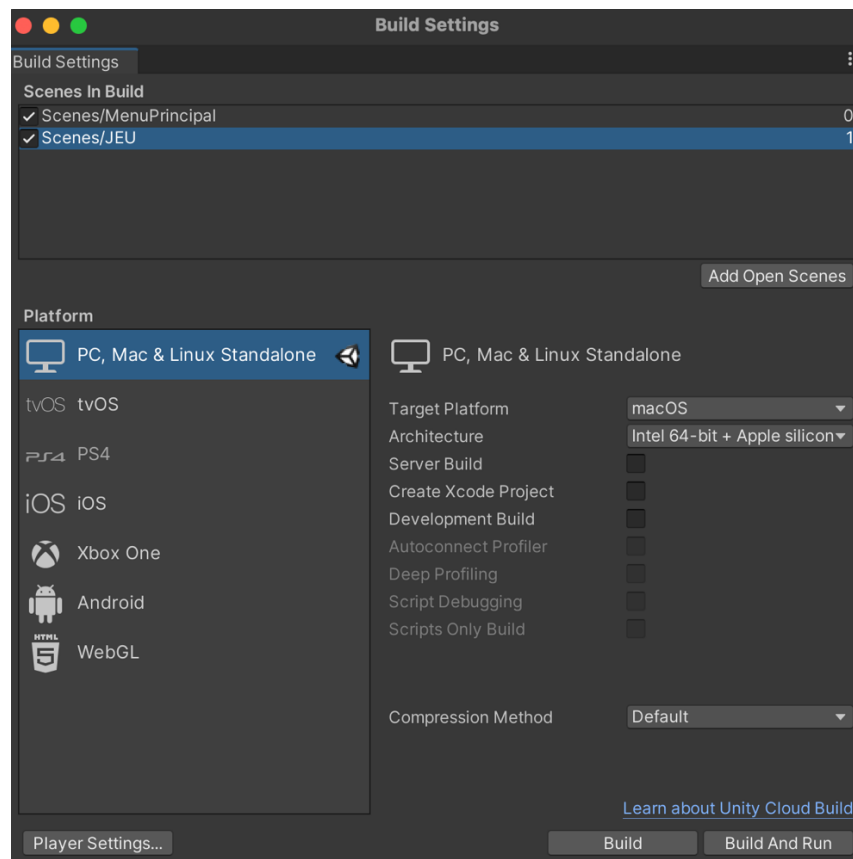 Build Settings
Build Settings
Scenes In Build
Scenes/MenuPrincipal 0
Scenes/JEU 1
Add Open Scenes
Platform
PC, Mac & Linux Standalone
tvOS tvOS
PS4 PS4
iOS iOS
Xbox One
Android
HTML 5 WebGL
PC, Mac & Linux Standalone
Target Platform macOS
Architecture Intel 64-bit + Apple silicon
Server Build
Create Xcode Project
Development Build
Autoconnect Profiler
Deep Profiling
Script Debugging
Scripts Only Build
Compression Method Default
Learn about Unity Cloud Build
Player Settings... Build Build And Run